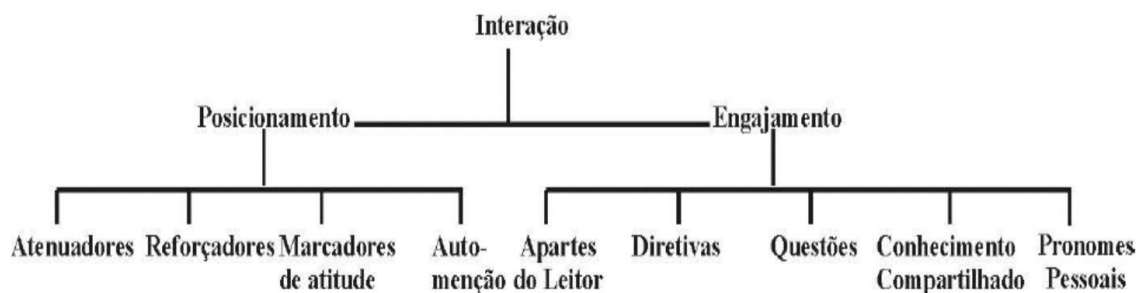 Interação
Posicionamento Engajamento
Atenuadores Reforçadores Marcadores Auto- Apartes Diretivas Questões Conhecimento Pronomes
de atitude menção do Leitor Compartilhado Pessoais